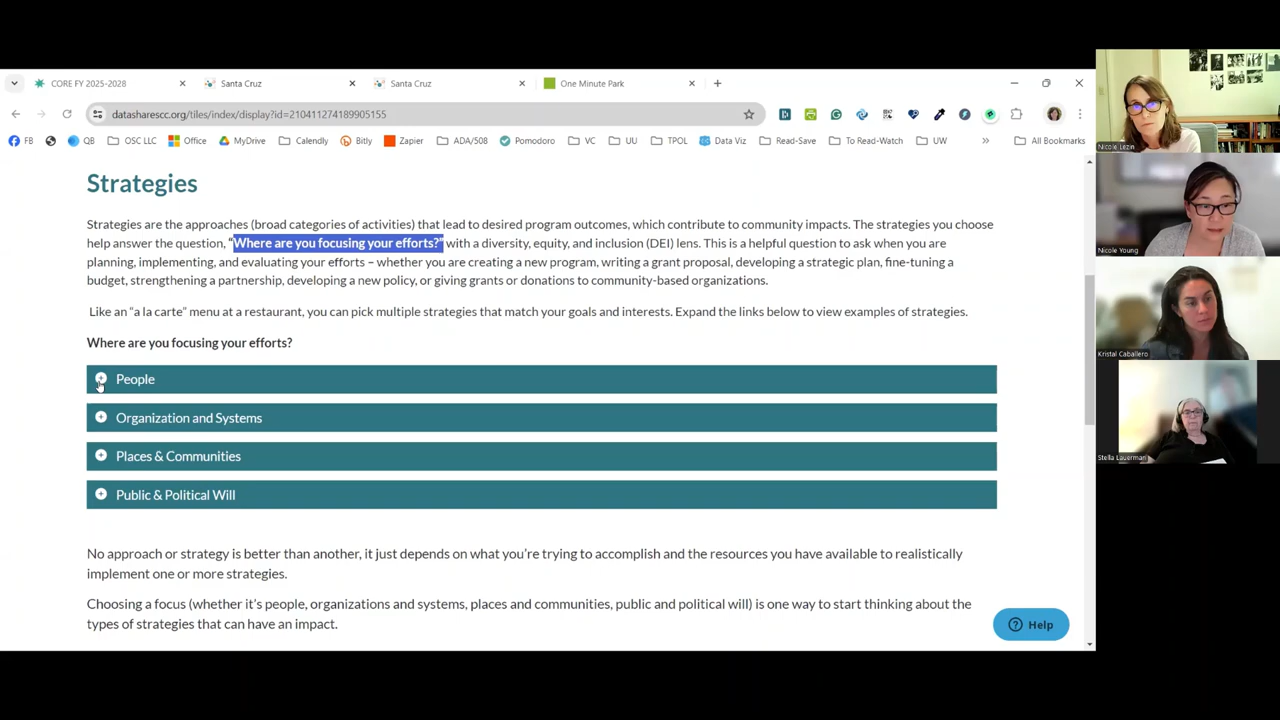 CORE FY 2025-2028
Santa Cruz
Santa Cruz
One Minute Park
datasharescc.org/tiles/index/display?id=210411274189905155
FB
QB
OSC LLC
Office
MyDrive
Calendly
Bitly
Zapier
ADA/508
Pomodoro
VC
UU
TPOL
Data Viz
Read-Save
To Read-Watch
UW
»
All Bookmarks
Strategies
Strategies are the approaches (broad categories of activities) that lead to desired program outcomes, which contribute to community impacts. The strategies you choose
help answer the question, “Where are you focusing your efforts?” with a diversity, equity, and inclusion (DEI) lens. This is a helpful question to ask when you are
planning, implementing, and evaluating your efforts – whether you are creating a new program, writing a grant proposal, developing a strategic plan, fine-tuning a
budget, strengthening a partnership, developing a new policy, or giving grants or donations to community-based organizations.
Like an “a la carte” menu at a restaurant, you can pick multiple strategies that match your goals and interests. Expand the links below to view examples of strategies.
Where are you focusing your efforts?
People
Organization and Systems
Places & Communities
Public & Political Will
No approach or strategy is better than another, it just depends on what you’re trying to accomplish and the resources you have available to realistically
implement one or more strategies.
Choosing a focus (whether it’s people, organizations and systems, places and communities, public and political will) is one way to start thinking about the
types of strategies that can have an impact.
Help
Nicole Lezin
Nicole Young
Kristal Caballero
Stella Lauerman